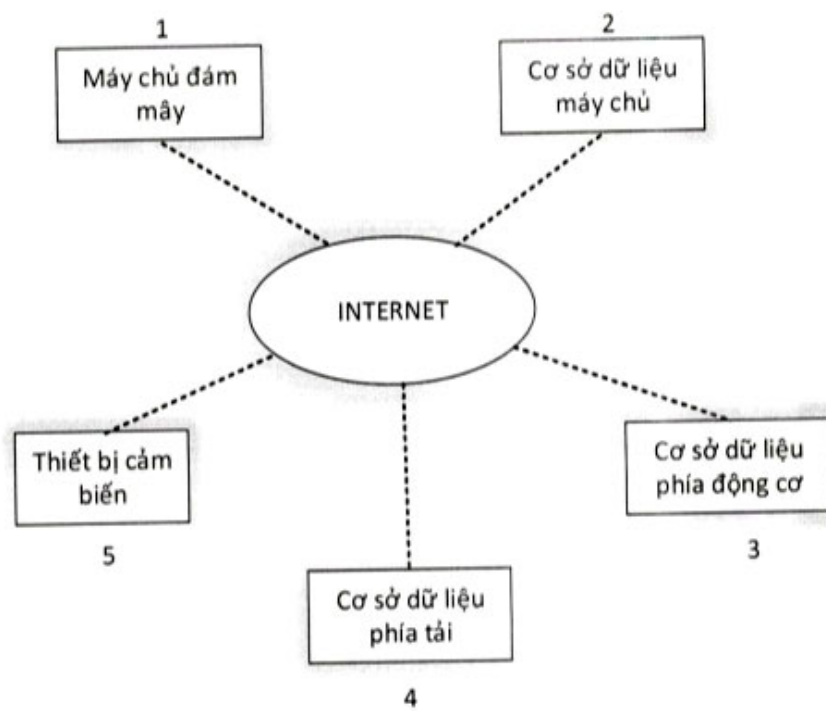 1
Máy chủ đám
mây
2
Cơ sở dữ liệu
máy chủ
INTERNET
Thiết bị cảm
biến
5
Cơ sở dữ liệu
phía động cơ
3
Cơ sở dữ liệu
phía tải
4